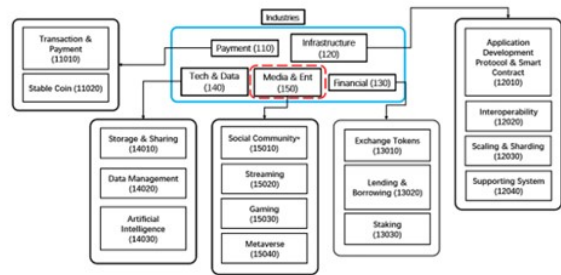 Industries
Payment (110)
Infrastructure
(120)
Tech & Data
(140)
Media & Ent
(150)
Financial (130)
Transaction &
Payment
(11010)
Stable Coin (11020)
Application
Development
Protocol & Smart
Contract
(12010)
Interoperability
(12020)
Scaling & Sharding
(12030)
Supporting System
(12040)
Storage & Sharing
(14010)
Data Management
(14020)
Artificial
Intelligence
(14030)
Social Community
(15010)
Streaming
(15020)
Gaming
(15030)
Metaverse
(15040)
Exchange Tokens
(13010)
Lending &
Borrowing (13020)
Staking
(13030)